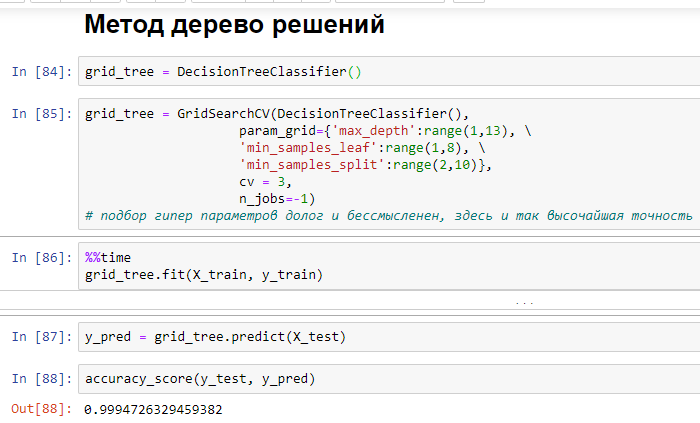 Метод дерево решений
In [84]: grid_tree = DecisionTreeClassifier()
In [85]: grid_tree = GridSearchCV(DecisionTreeClassifier(),
param_grid={'max_depth':range(1,13), \
'min_samples_leaf':range(1,8), \
'min_samples_split':range(2,10)},
cv = 3,
n_jobs=-1)
# подбор гипер параметров долог и бессмысленен, здесь и так высочайшая точность
In [86]: %%time
grid_tree.fit(X_train, y_train)
...
In [87]: y_pred = grid_tree.predict(X_test)
In [88]: accuracy_score(y_test, y_pred)
Out[88]: 0.9994726329459382